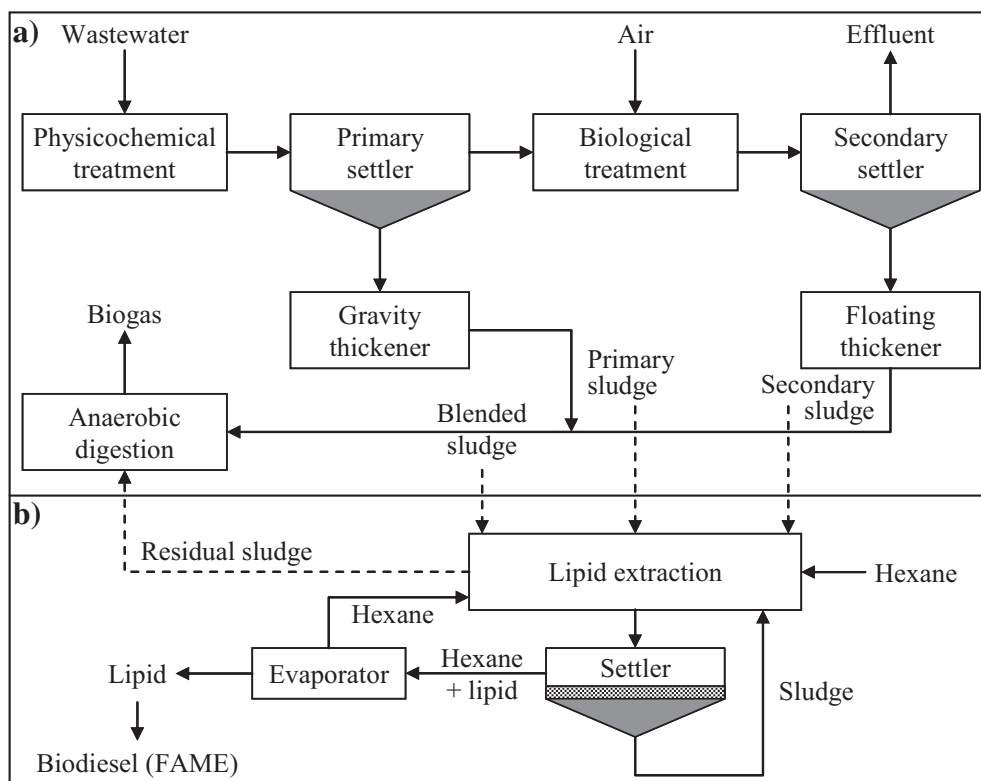 a)
Wastewater
Air
Effluent
Physicochemical
treatment
Primary
settler
Biological
treatment
Secondary
settler
Biogas
Gravity
thickener
Floating
thickener
Primary
sludge
Secondary
sludge
Anaerobic
digestion
Blended
sludge
b)
Residual sludge
Lipid extraction
Hexane
Hexane
Lipid
Evaporator
Hexane
+ lipid
Settler
Sludge
Biodiesel (FAME)